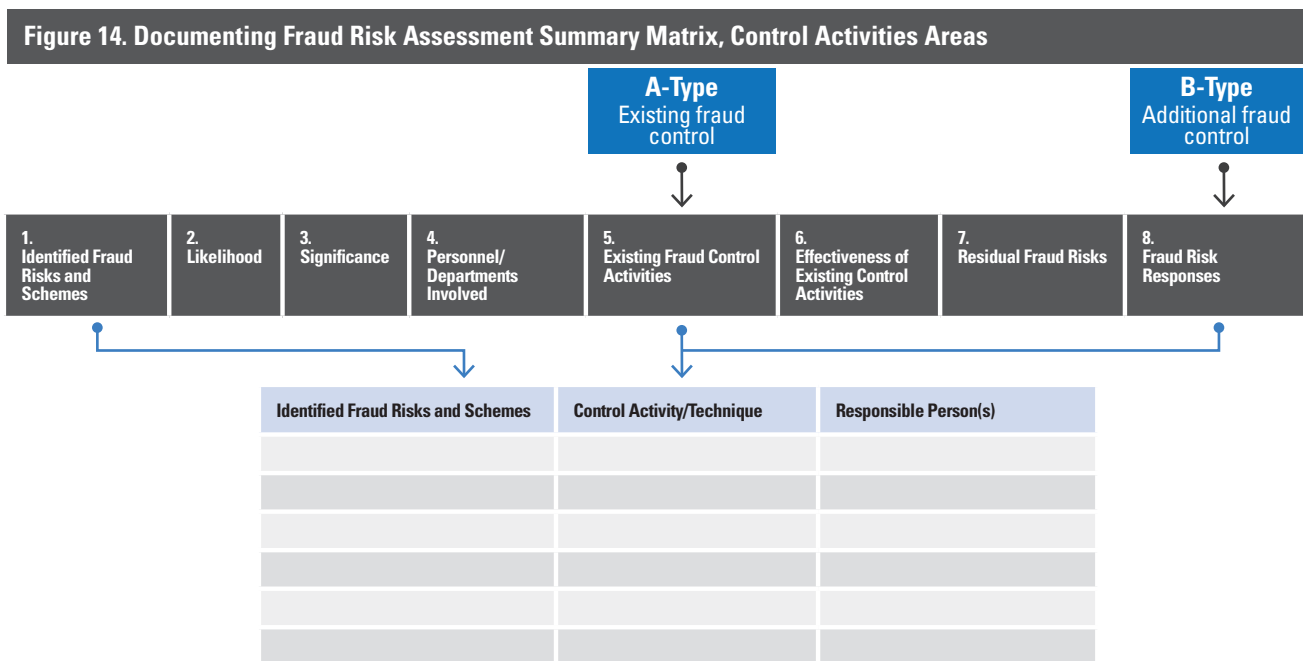 Figure 14. Documenting Fraud Risk Assessment Summary Matrix, Control Activities Areas
A-Type
Existing fraud
control
B-Type
Additional fraud
control
1.
Identified Fraud
Risks and
Schemes
2.
Likelihood
3.
Significance
4.
Personnel/
Departments
Involved
5.
Existing Fraud Control
Activities
6.
Effectiveness of
Existing Control
Activities
7.
Residual Fraud Risks
8.
Fraud Risk
Responses
Identified Fraud Risks and Schemes
Control Activity/Technique
Responsible Person(s)